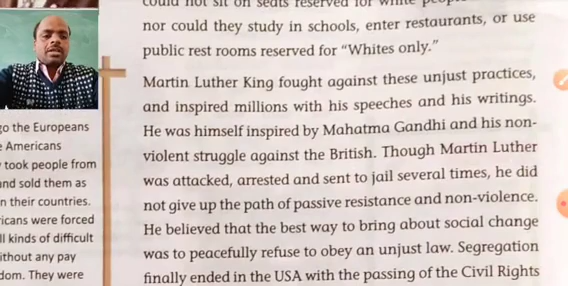 could not sit on seats reserved for white
nor could they study in schools, enter restaurants, or use
public rest rooms reserved for “Whites only.”
Martin Luther King fought against these unjust practices,
and inspired millions with his speeches and his writings.
He was himself inspired by Mahatma Gandhi and his non-
violent struggle against the British. Though Martin Luther
was attacked, arrested and sent to jail several times, he did
not give up the path of passive resistance and non-violence.
He believed that the best way to bring about social change
was to peacefully refuse to obey an unjust law. Segregation
finally ended in the USA with the passing of the Civil Rights
go the Europeans
Americans
took people from
and sold them as
n their countries.
ricans were forced
ll kinds of difficult
ithout any pay
dom. They were